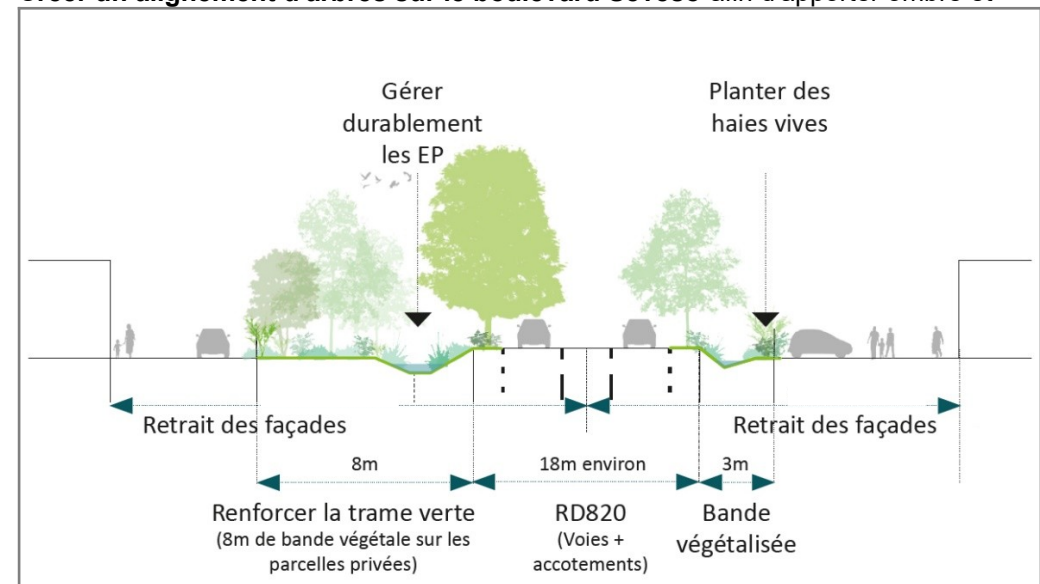 Créer un alignement d'arbres sur le boulevard Coressé afin d'apporter ombre et
Gérer
durablement
les EP
Planter des
haies vives
Retrait des façades
Retrait des façades
8m
18m environ
3m
Renforcer la trame verte
(8m de bande végétale sur les
parcelles privées)
RD820
(Voies +
accotements)
Bande
végétalisée